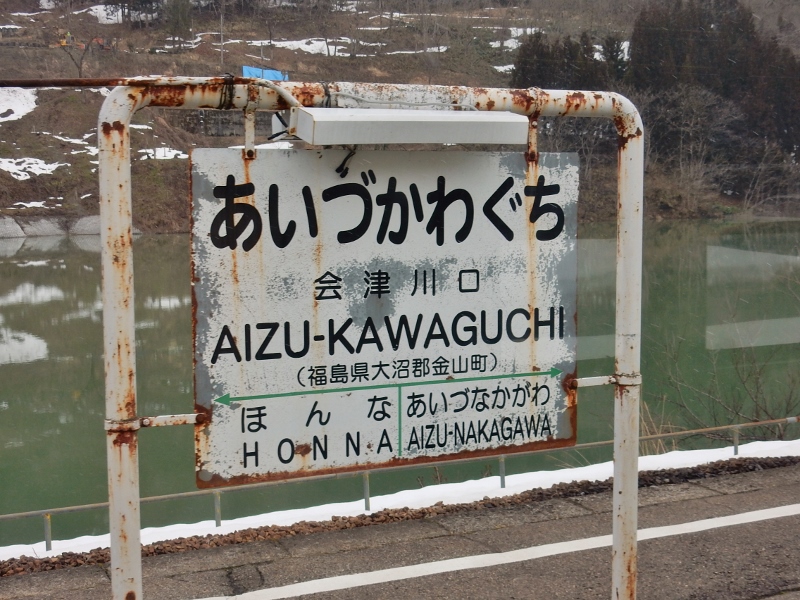 あいづかわぐち
会津川口
AIZU-KAWAGUCHI
（福島県大沼郡金山町）
ほんな あいづなかがわ
HONNA AIZU-NAKAGAWA